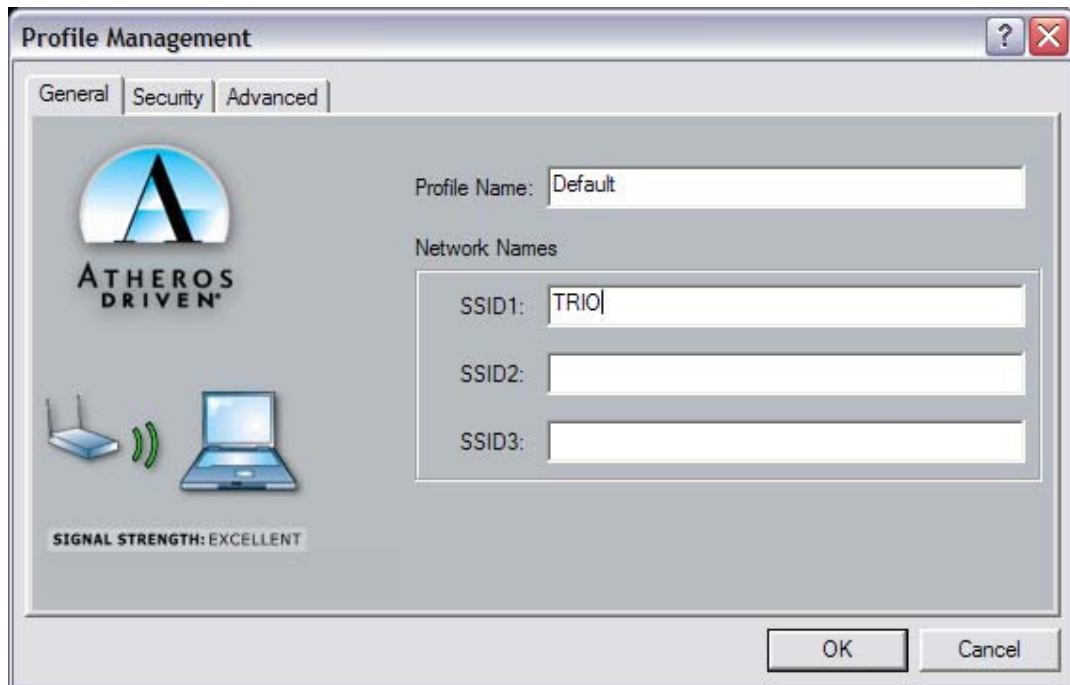 Profile Management
?
General Security Advanced
ATHEROS
DRIVEN®
Profile Name: Default
Network Names
SSID1: TRIO
SSID2:
SSID3:
SIGNAL STRENGTH: EXCELLENT
OK Cancel